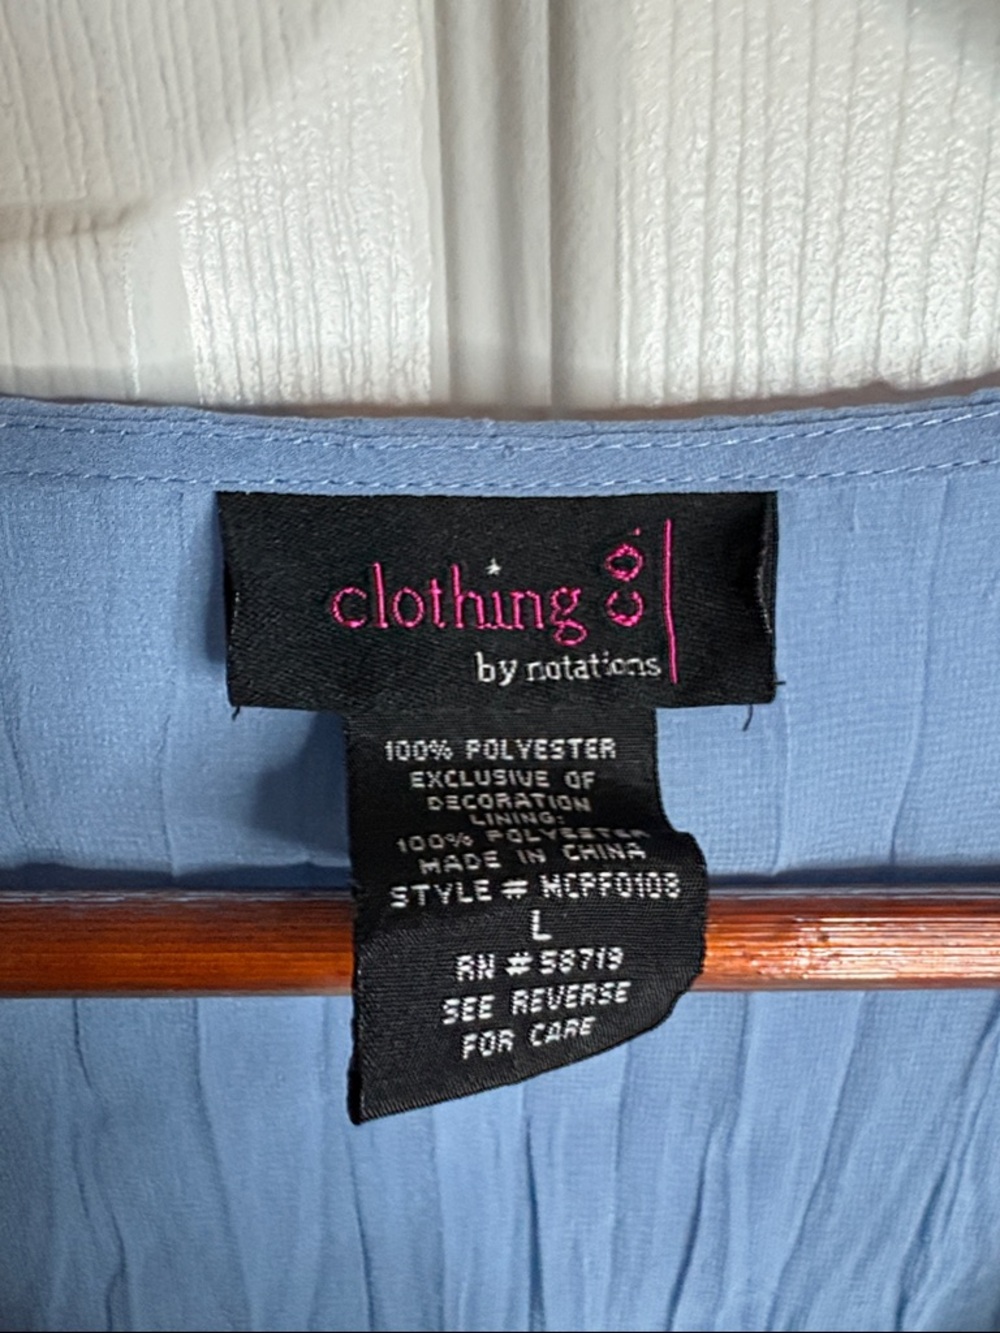 clothing co.
by notations
100% POLYESTER
EXCLUSIVE OF
DECORATION
LINING:
100% POLYESTER
MADE IN CHINA
STYLE # MCPF0108
L
RN # 58719
SEE REVERSE
FOR CARE